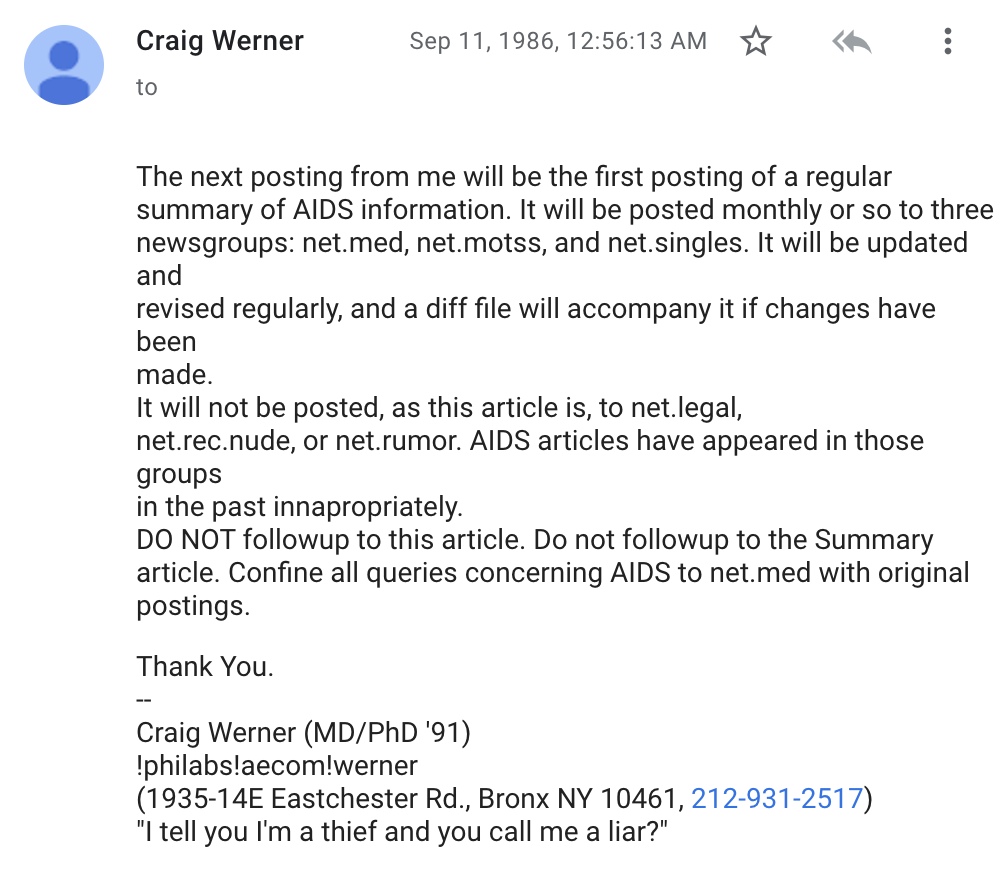 Craig Werner
Sep 11, 1986, 12:56:13 AM
to
The next posting from me will be the first posting of a regular
summary of AIDS information. It will be posted monthly or so to three
newsgroups: net.med, net.motss, and net.singles. It will be updated
and
revised regularly, and a diff file will accompany it if changes have
been
made.
It will not be posted, as this article is, to net.legal,
net.rec.nude, or net.rumor. AIDS articles have appeared in those
groups
in the past innapropriately.
DO NOT followup to this article. Do not followup to the Summary
article. Confine all queries concerning AIDS to net.med with original
postings.

Thank You.
--
Craig Werner (MD/PhD '91)
!philabs!aecom!werner
(1935-14E Eastchester Rd., Bronx NY 10461, 212-931-2517)
"I tell you I'm a thief and you call me a liar?"